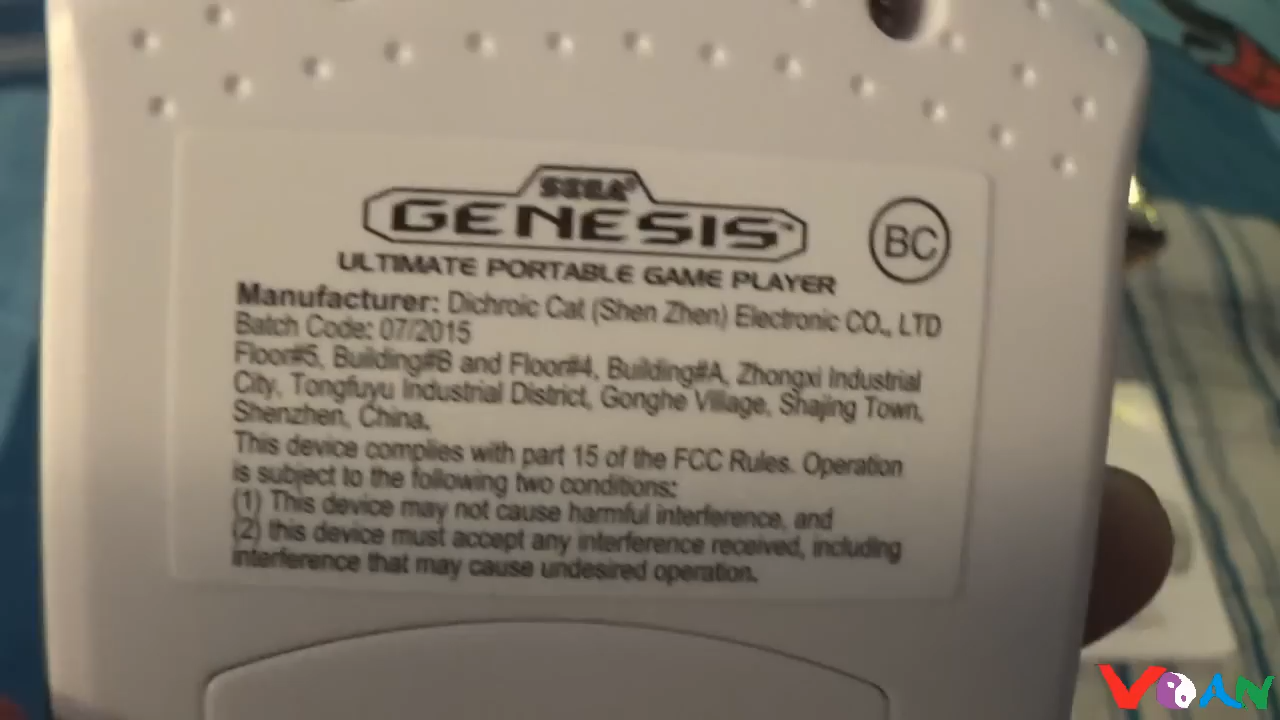 SEGA®
GENESIS™
BC
ULTIMATE PORTABLE GAME PLAYER
Manufacturer: Dichroic Cat (Shen Zhen) Electronic CO., LTD
Batch Code: 07/2015
Floor#5, Building#B and Floor#4, Building#A, Zhongxi Industrial
City, Tongfuyu Industrial District, Gonghe Village, Shajing Town,
Shenzhen, China.
This device complies with part 15 of the FCC Rules. Operation
is subject to the following two conditions:
(1) This device may not cause harmful interference, and
(2) this device must accept any interference received, including
interference that may cause undesired operation.
VOAN